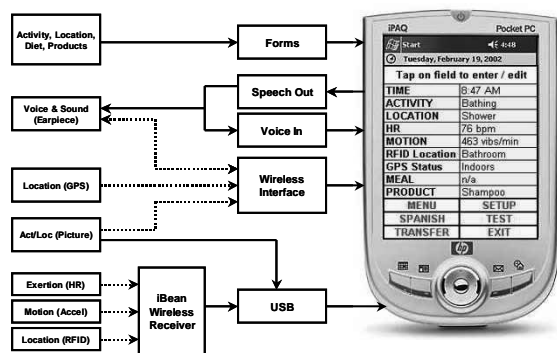 Activity, Location,
Diet, Products
Forms
Speech Out
Voice & Sound
(Earpiece)
Voice In
Location (GPS)
Wireless
Interface
Act/Loc (Picture)
Exertion (HR)
Motion (Accel)
Location (RFID)
iBean
Wireless
Receiver
USB
iPAQ Pocket PC
Start 4:48
Tuesday, February 19, 2002
Tap on field to enter / edit
TIME 8:47 AM
ACTIVITY Bathing
LOCATION Shower
HR 76 bpm
MOTION 463 vibs/min
RFID Location Bathroom
GPS Status Indoors
MEAL n/a
PRODUCT Shampoo
MENU SETUP
SPANISH TEST
TRANSFER EXIT
hp